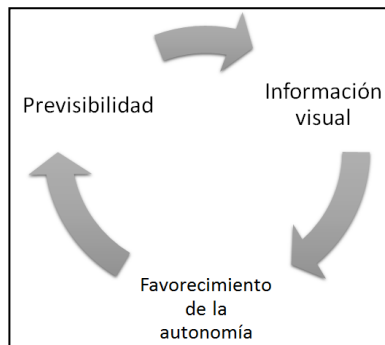 Previsibilidad
Información
visual
Favorecimiento
de la
autonomía